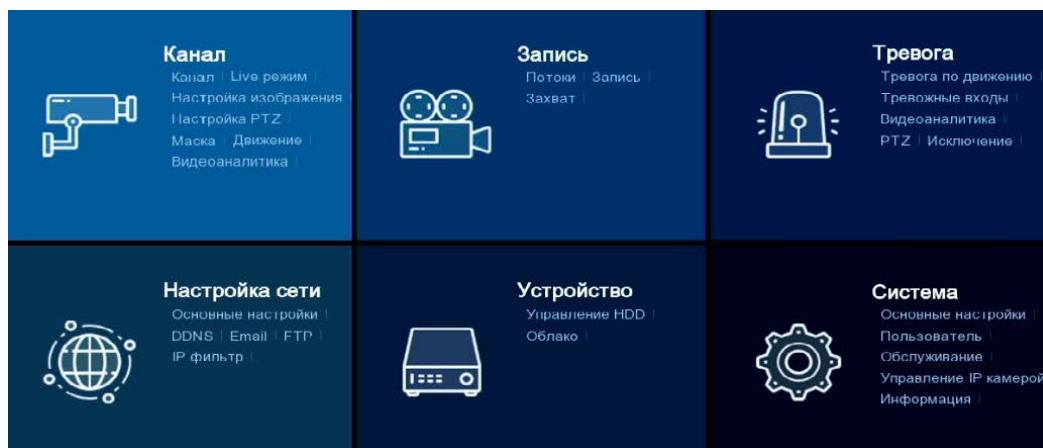 Канал
Канал | Live режим |
Настройка изображения
Настройка PTZ |
Маска | Движение |
Видеоаналитика |
Запись
Потоки | Запись |
Захват |
Тревога
Тревога по движению |
Тревожные входы |
Видеоаналитика |
PTZ | Исключение |
Настройка сети
Основные настройки |
DDNS | Email | FTP |
IP фильтр |
Устройство
Управление HDD |
Облако |
Система
Основные настройки |
Пользователь |
Обслуживание |
Управление IP камерой
Информация |